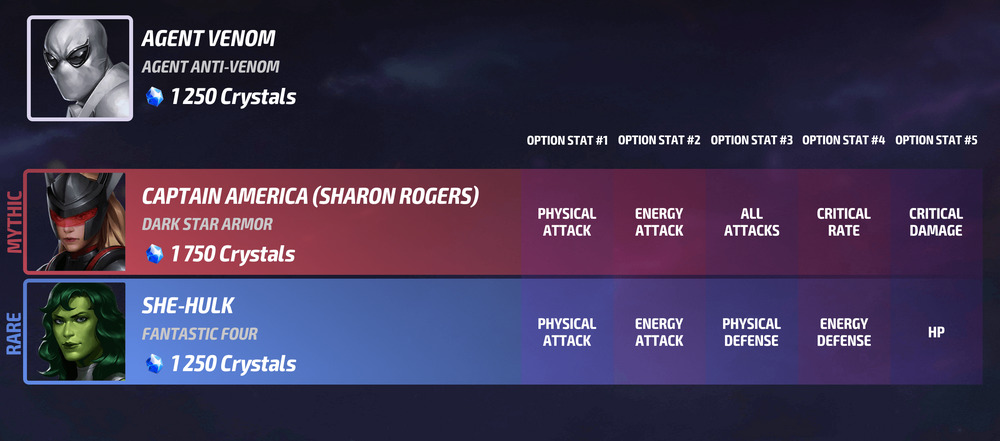 AGENT VENOM
AGENT ANTI-VENOM
1 250 Crystals
OPTION STAT #1 OPTION STAT #2 OPTION STAT #3 OPTION STAT #4 OPTION STAT #5
MYTHIC
CAPTAIN AMERICA (SHARON ROGERS)
DARK STAR ARMOR
1 750 Crystals
PHYSICAL ATTACK
ENERGY ATTACK
ALL ATTACKS
CRITICAL RATE
CRITICAL DAMAGE
RARE
SHE-HULK
FANTASTIC FOUR
1 250 Crystals
PHYSICAL ATTACK
ENERGY ATTACK
PHYSICAL DEFENSE
ENERGY DEFENSE
HP